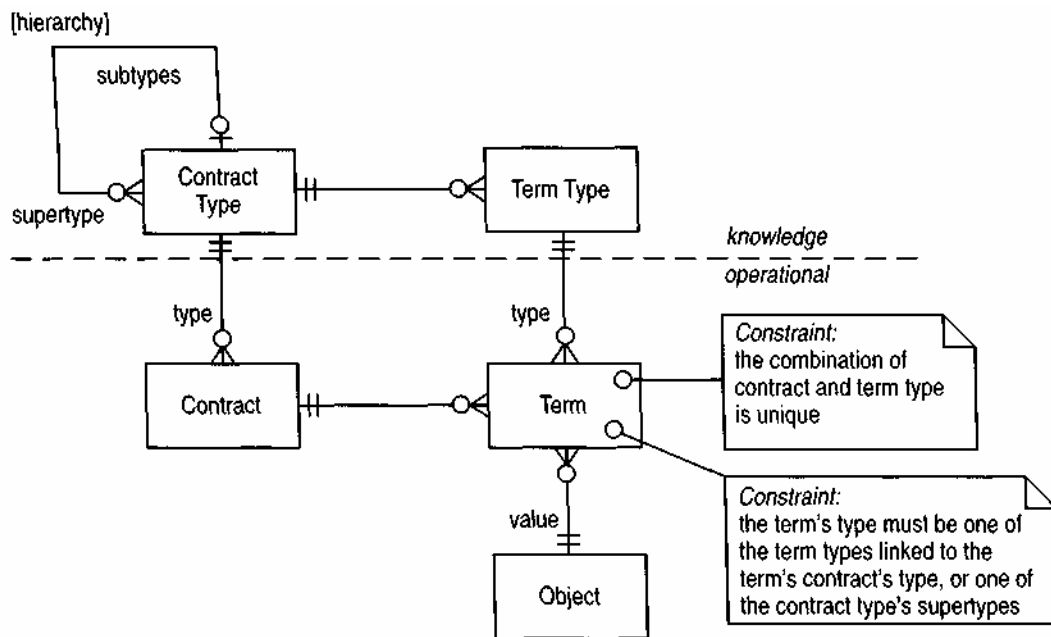 [hierarchy]
subtypes
Contract
Type
Term Type
supertype
knowledge
operational
type
type
Constraint:
the combination of
contract and term type
is unique
Contract
Term
Constraint:
the term's type must be one of
the term types linked to the
term's contract's type, or one of
the contract type's supertypes
value
Object